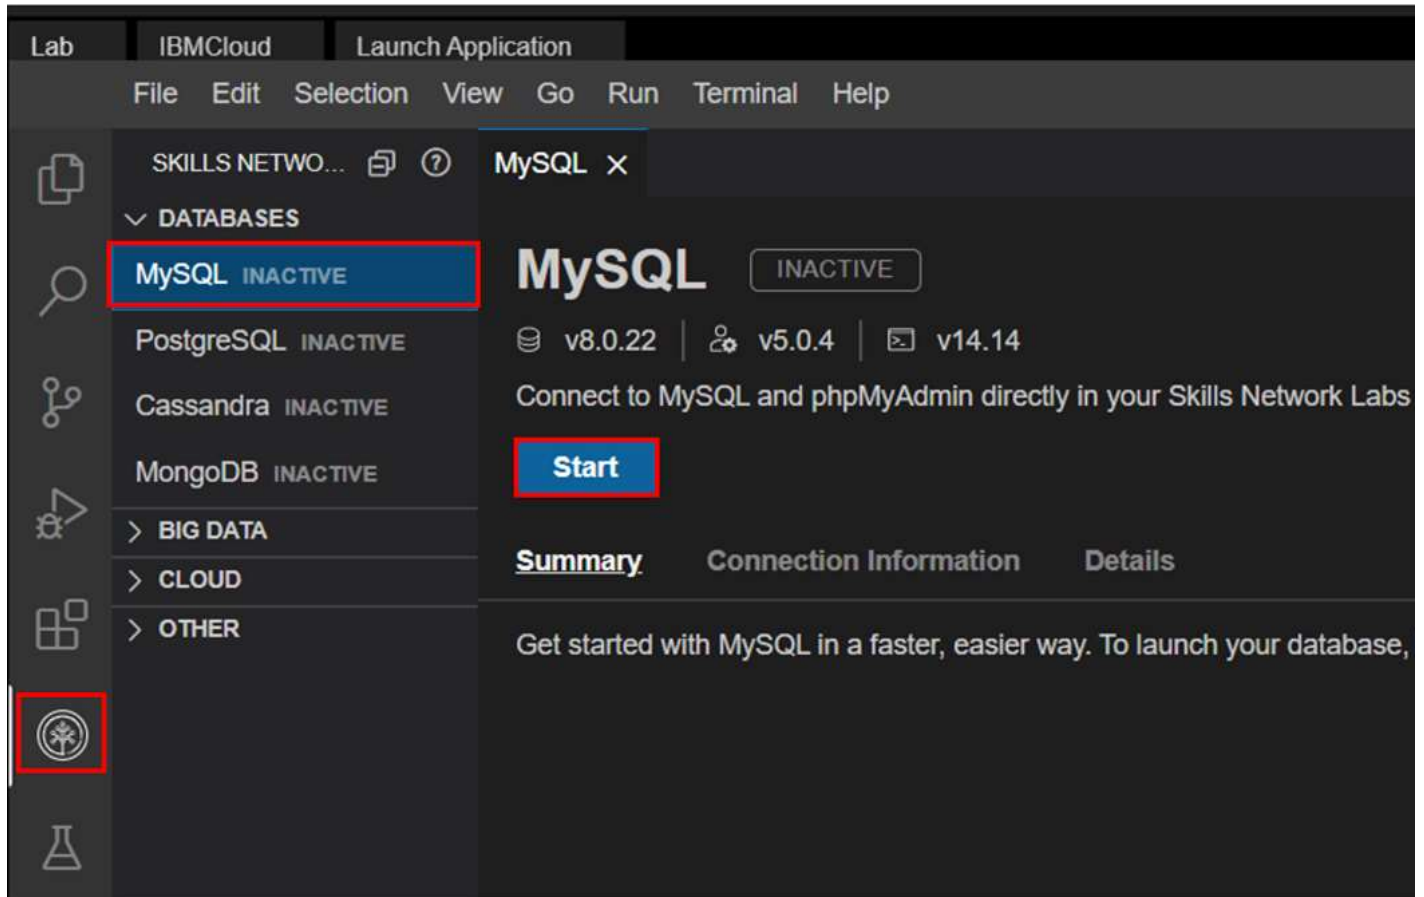 Lab IBMCloud Launch Application
File Edit Selection View Go Run Terminal Help
SKILLS NETWO...
DATABASES
MySQL INACTIVE
PostgreSQL INACTIVE
Cassandra INACTIVE
MongoDB INACTIVE
BIG DATA
CLOUD
OTHER
MySQL
MySQL INACTIVE
v8.0.22 v5.0.4 v14.14
Connect to MySQL and phpMyAdmin directly in your Skills Network Labs
Start
Summary Connection Information Details
Get started with MySQL in a faster, easier way. To launch your database,